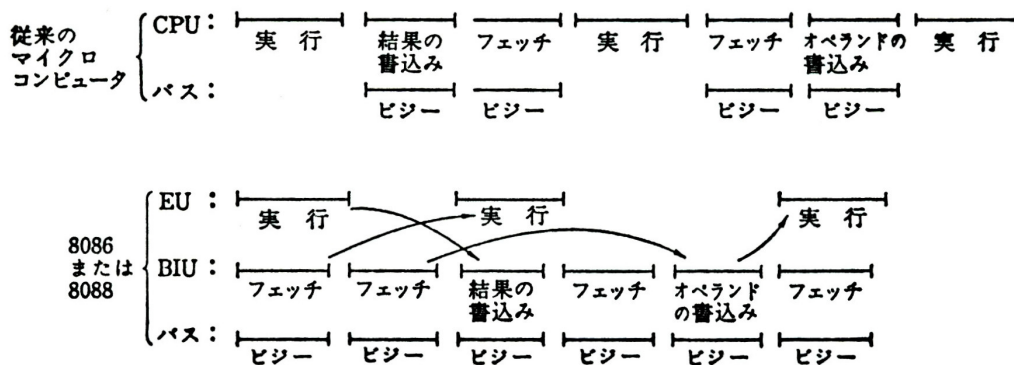 従来の
マイクロ
コンピュータ
CPU：
実行
結果の
書込み
フェッチ
実行
フェッチ
オペランドの
書込み
実行
バス：
ビジー
ビジー
ビジー
ビジー
8086
または
8088
EU：
実行
実行
実行
BIU：
フェッチ
フェッチ
結果の
書込み
フェッチ
オペランド
の書込み
フェッチ
バス：
ビジー
ビジー
ビジー
ビジー
ビジー
ビジー